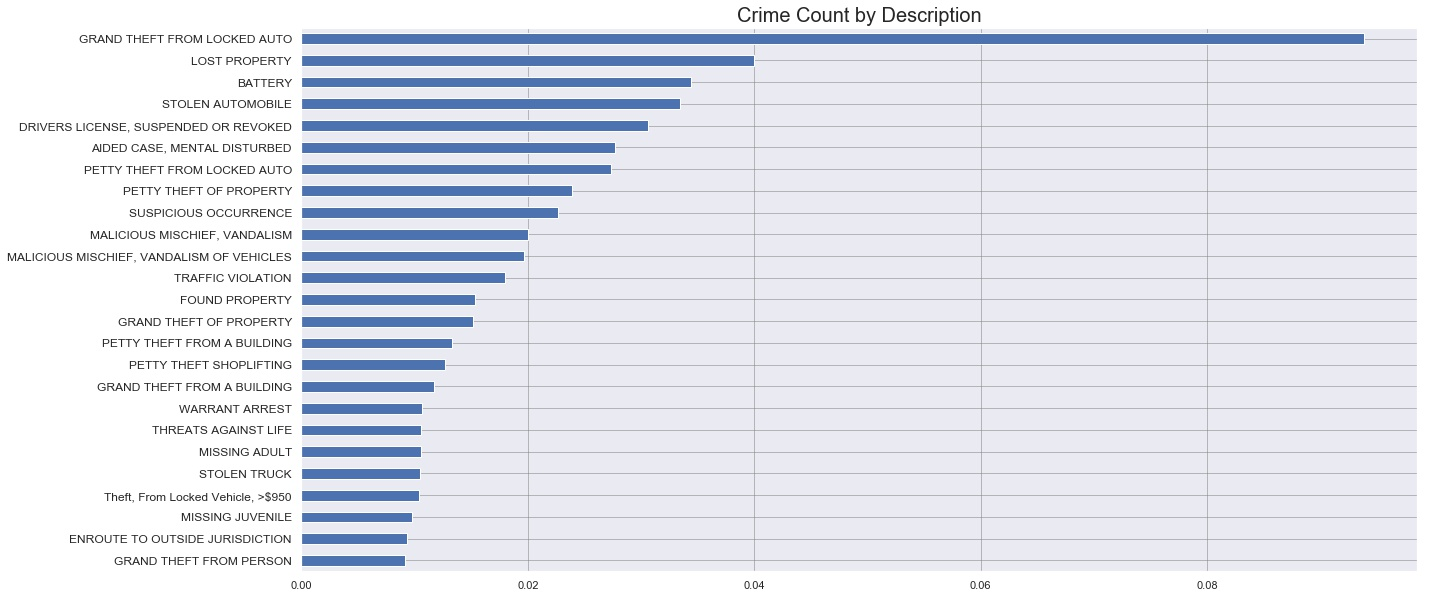 Crime Count by Description
GRAND THEFT FROM LOCKED AUTO
LOST PROPERTY
BATTERY
STOLEN AUTOMOBILE
DRIVERS LICENSE, SUSPENDED OR REVOKED
AIDED CASE, MENTAL DISTURBED
PETTY THEFT FROM LOCKED AUTO
PETTY THEFT OF PROPERTY
SUSPICIOUS OCCURRENCE
MALICIOUS MISCHIEF, VANDALISM
MALICIOUS MISCHIEF, VANDALISM OF VEHICLES
TRAFFIC VIOLATION
FOUND PROPERTY
GRAND THEFT OF PROPERTY
PETTY THEFT FROM A BUILDING
PETTY THEFT SHOPLIFTING
GRAND THEFT FROM A BUILDING
WARRANT ARREST
THREATS AGAINST LIFE
MISSING ADULT
STOLEN TRUCK
Theft, From Locked Vehicle, >$950
MISSING JUVENILE
ENROUTE TO OUTSIDE JURISDICTION
GRAND THEFT FROM PERSON
0.00 0.02 0.04 0.06 0.08